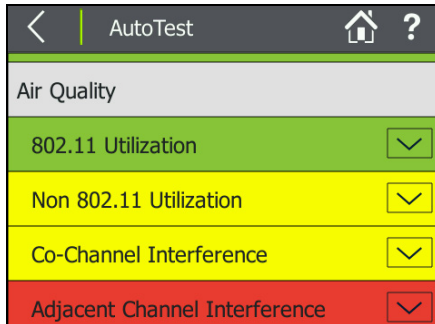 AutoTest ?
Air Quality
802.11 Utilization
Non 802.11 Utilization
Co-Channel Interference
Adjacent Channel Interference